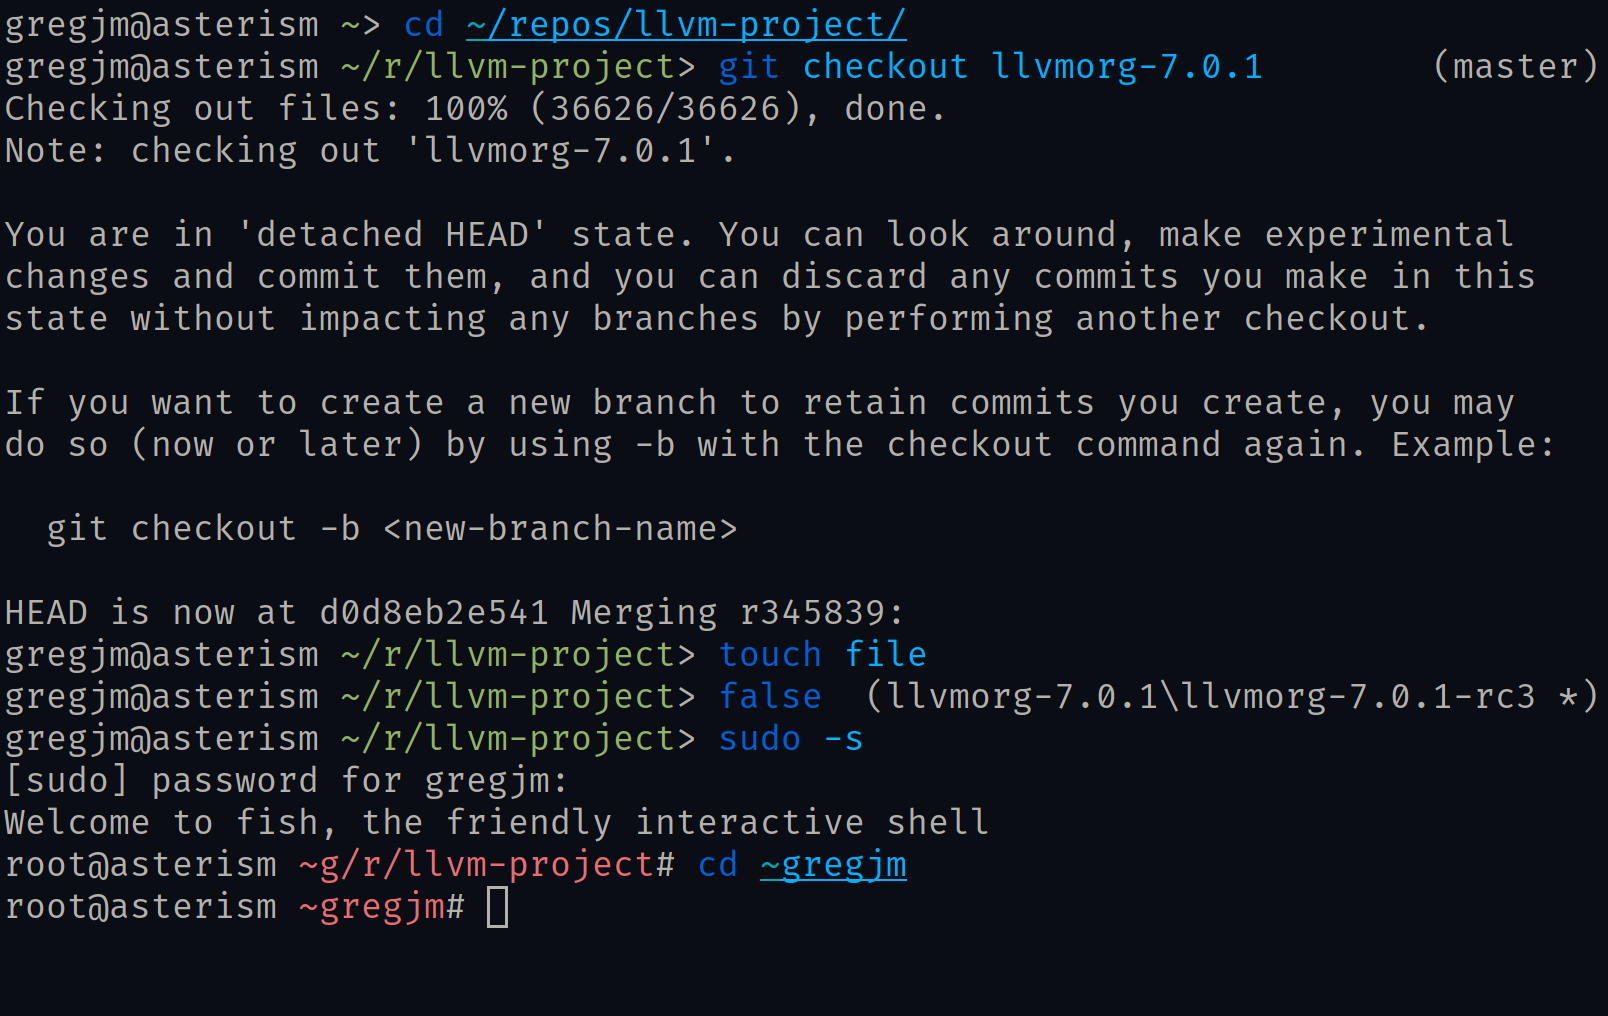 gregjm@asterism ~> cd ~/repos/llvm-project/
gregjm@asterism ~/r/llvm-project> git checkout llvmorg-7.0.1 (master)
Checking out files: 100% (36626/36626), done.
Note: checking out 'llvmorg-7.0.1'.

You are in 'detached HEAD' state. You can look around, make experimental
changes and commit them, and you can discard any commits you make in this
state without impacting any branches by performing another checkout.

If you want to create a new branch to retain commits you create, you may
do so (now or later) by using -b with the checkout command again. Example:

  git checkout -b <new-branch-name>

HEAD is now at d0d8eb2e541 Merging r345839:
gregjm@asterism ~/r/llvm-project> touch file
gregjm@asterism ~/r/llvm-project> false  (llvmorg-7.0.1\llvmorg-7.0.1-rc3 *)
gregjm@asterism ~/r/llvm-project> sudo -s
[sudo] password for gregjm:
Welcome to fish, the friendly interactive shell
root@asterism ~g/r/llvm-project# cd ~gregjm
root@asterism ~gregjm#